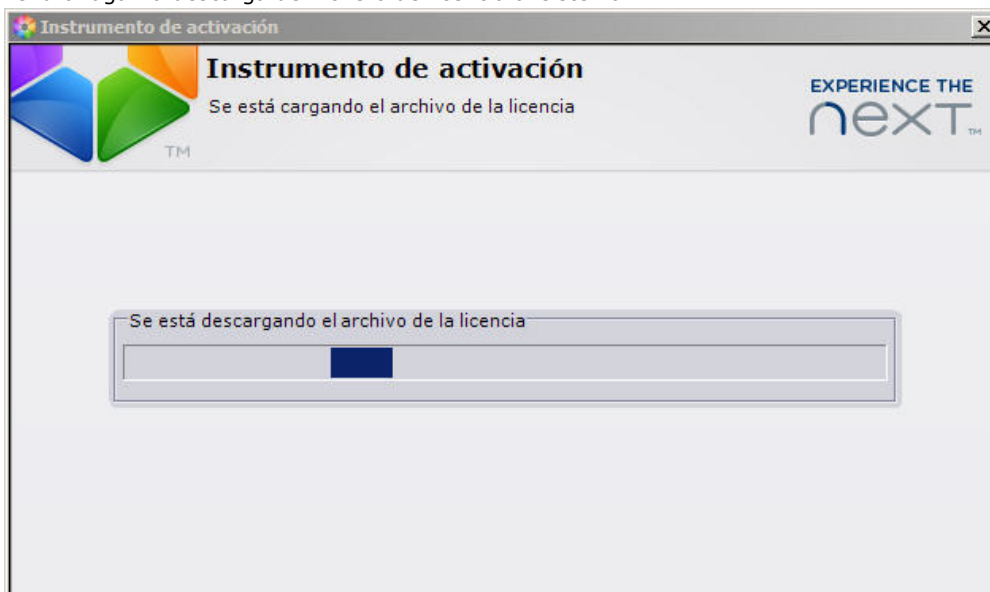 Instrumento de activación
Instrumento de activación
Se está cargando el archivo de la licencia
EXPERIENCE THE
nexT™
TM
Se está descargando el archivo de la licencia